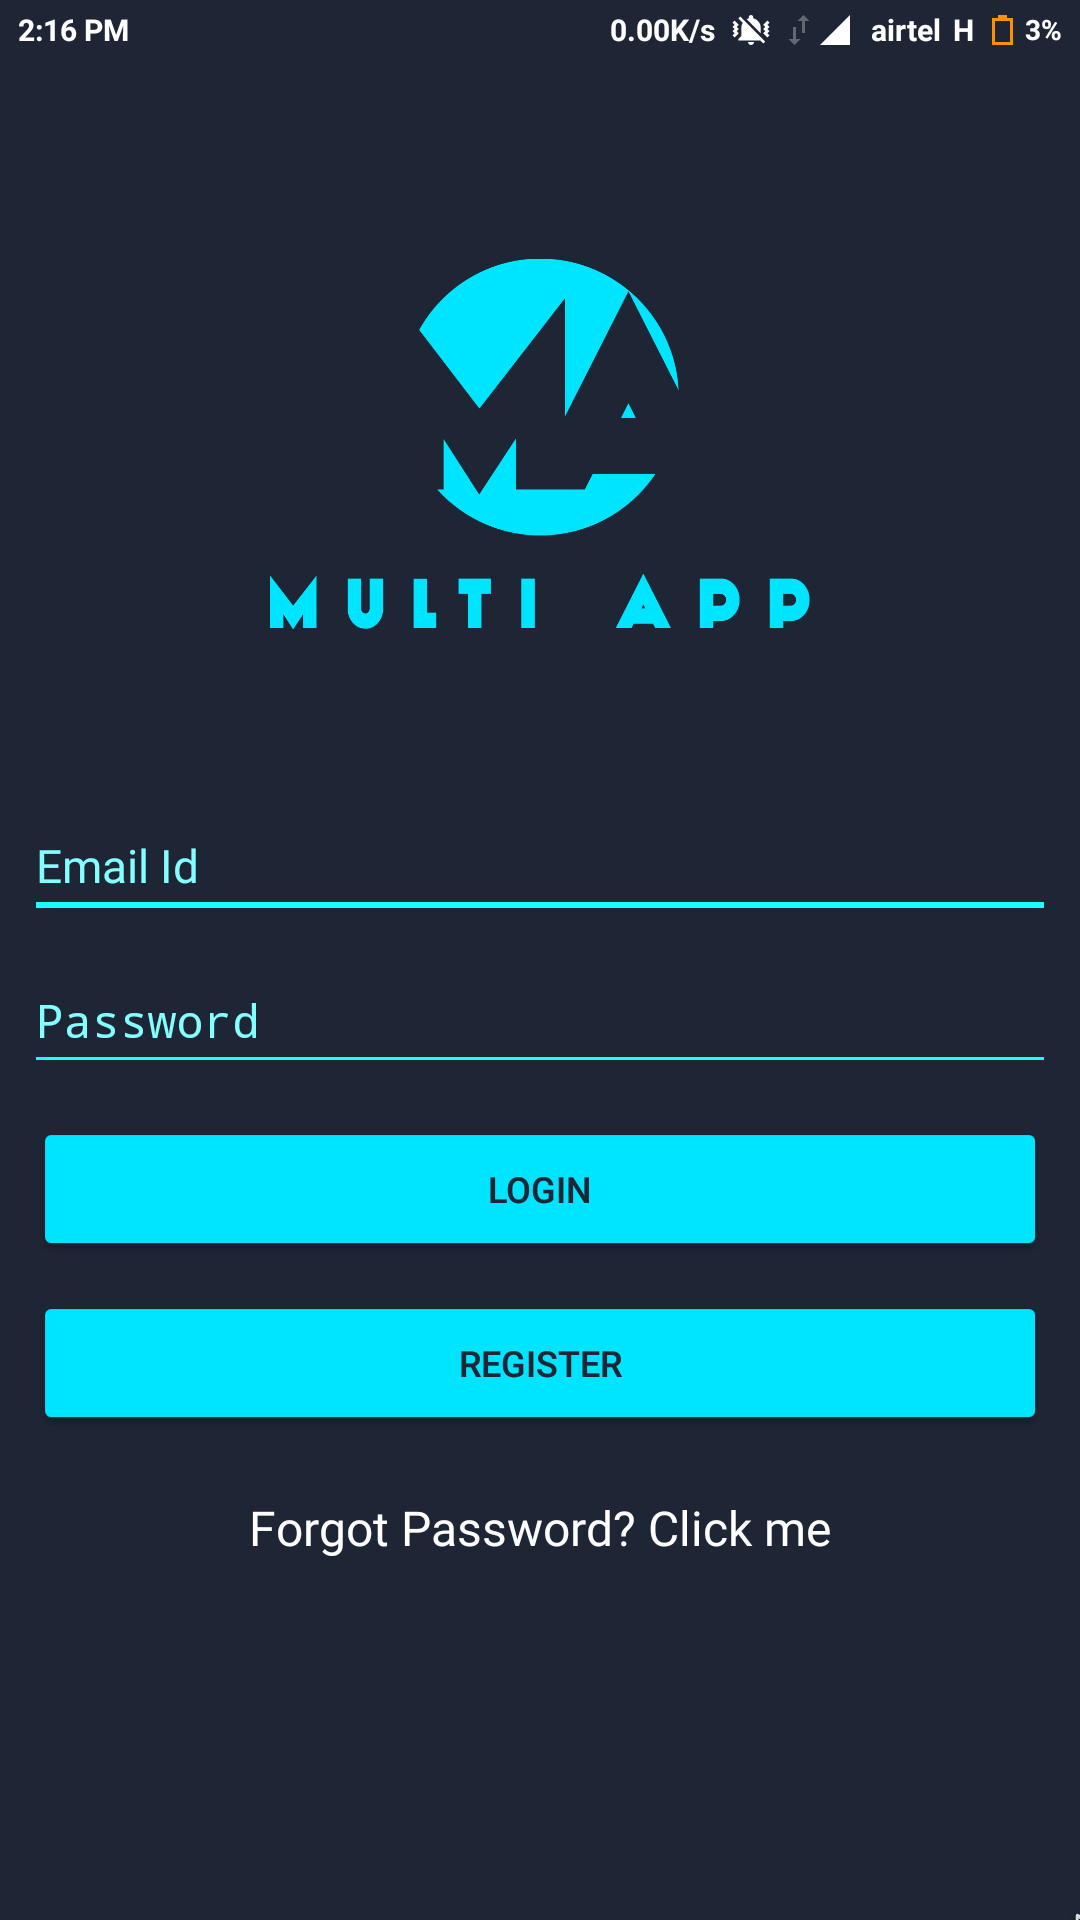 2:16 PM 0.00K/s airtel H 3%
MULTI APP
Email Id
Password
LOGIN
REGISTER
Forgot Password? Click me